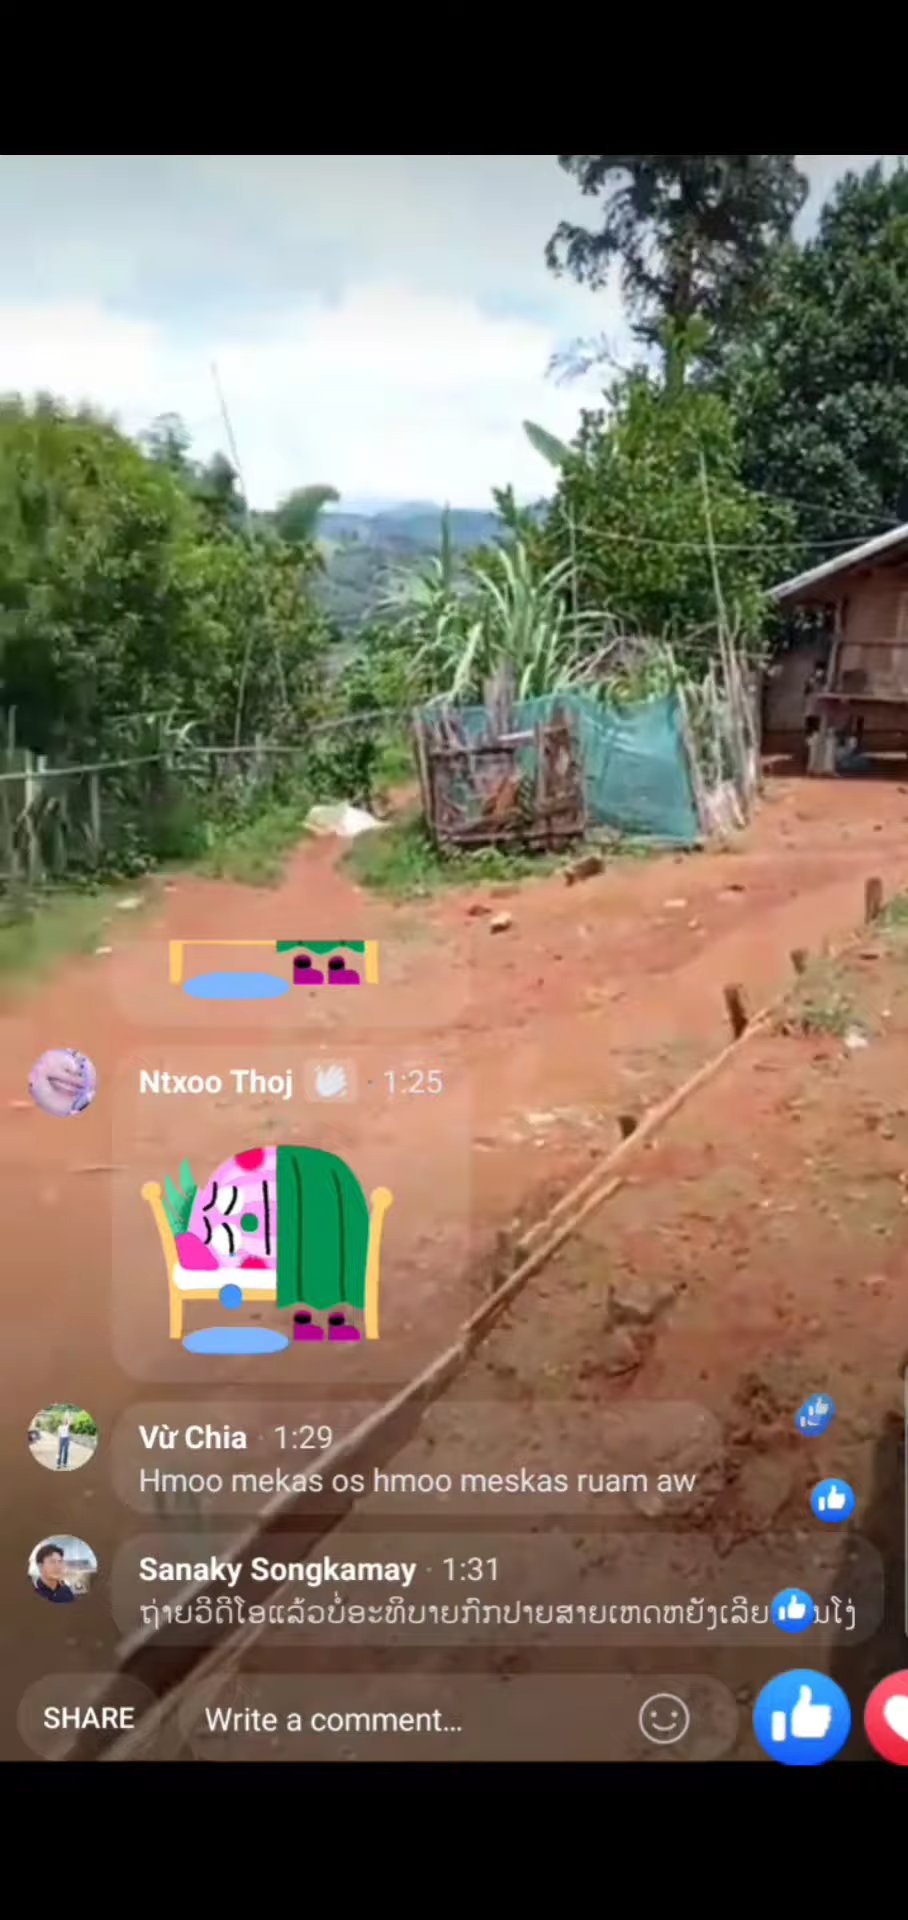 Ntxoo Thoj · 1:25
Vừ Chia · 1:29
Hmoo mekas os hmoo meskas ruam aw
Sanaky Songkamay · 1:31
ຖ່າຍວີດີໂອແລ້ວບໍ່ອະທິບາຍກົກປາຍສາຍເຫດຫຍັງເລີຍ
SHARE
Write a comment...